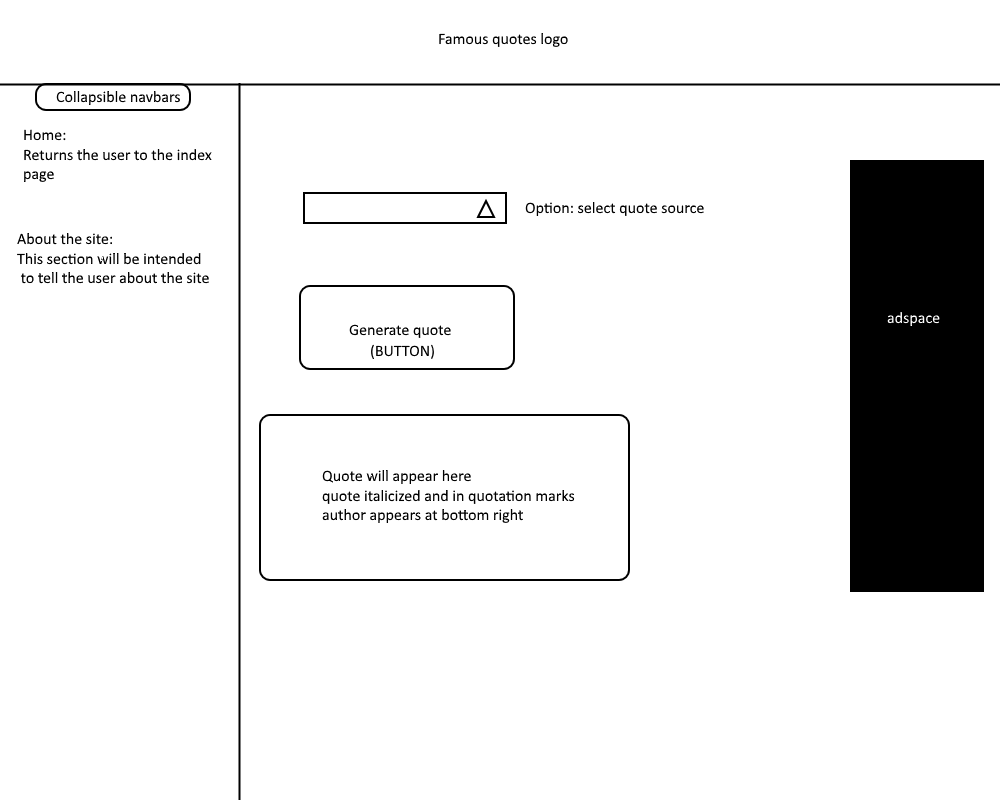 Famous quotes logo
Collapsible navbars
Home:
Returns the user to the index
page
About the site:
This section will be intended
to tell the user about the site
Option: select quote source
Generate quote
(BUTTON)
Quote will appear here
quote italicized and in quotation marks
author appears at bottom right
adspace